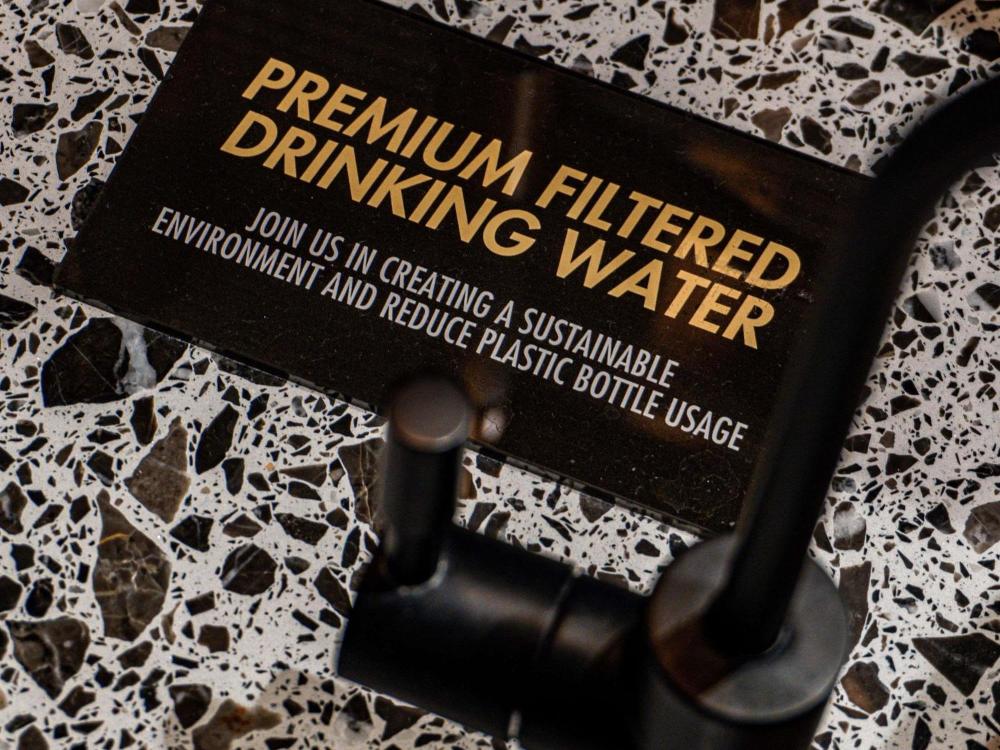 PREMIUM FILTERED
DRINKING WATER
JOIN US IN CREATING A SUSTAINABLE
ENVIRONMENT AND REDUCE PLASTIC BOTTLE USAGE